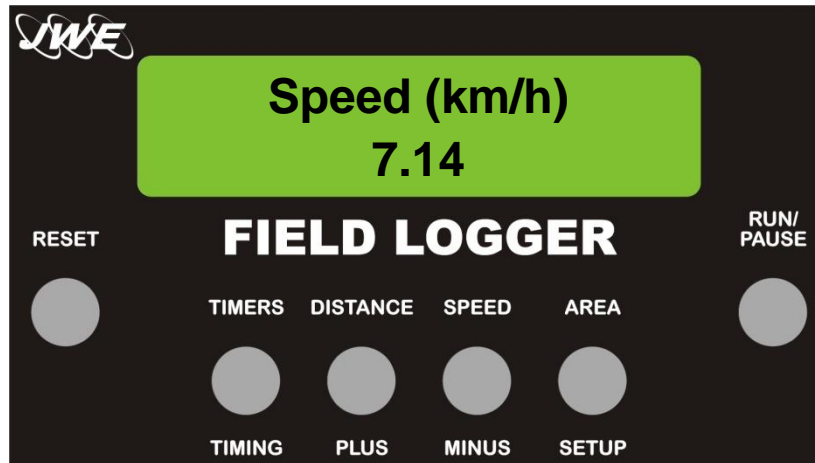 JWE
Speed (km/h)
7.14
RESET
FIELD LOGGER
RUN/
PAUSE
TIMERS DISTANCE SPEED AREA
TIMING PLUS MINUS SETUP